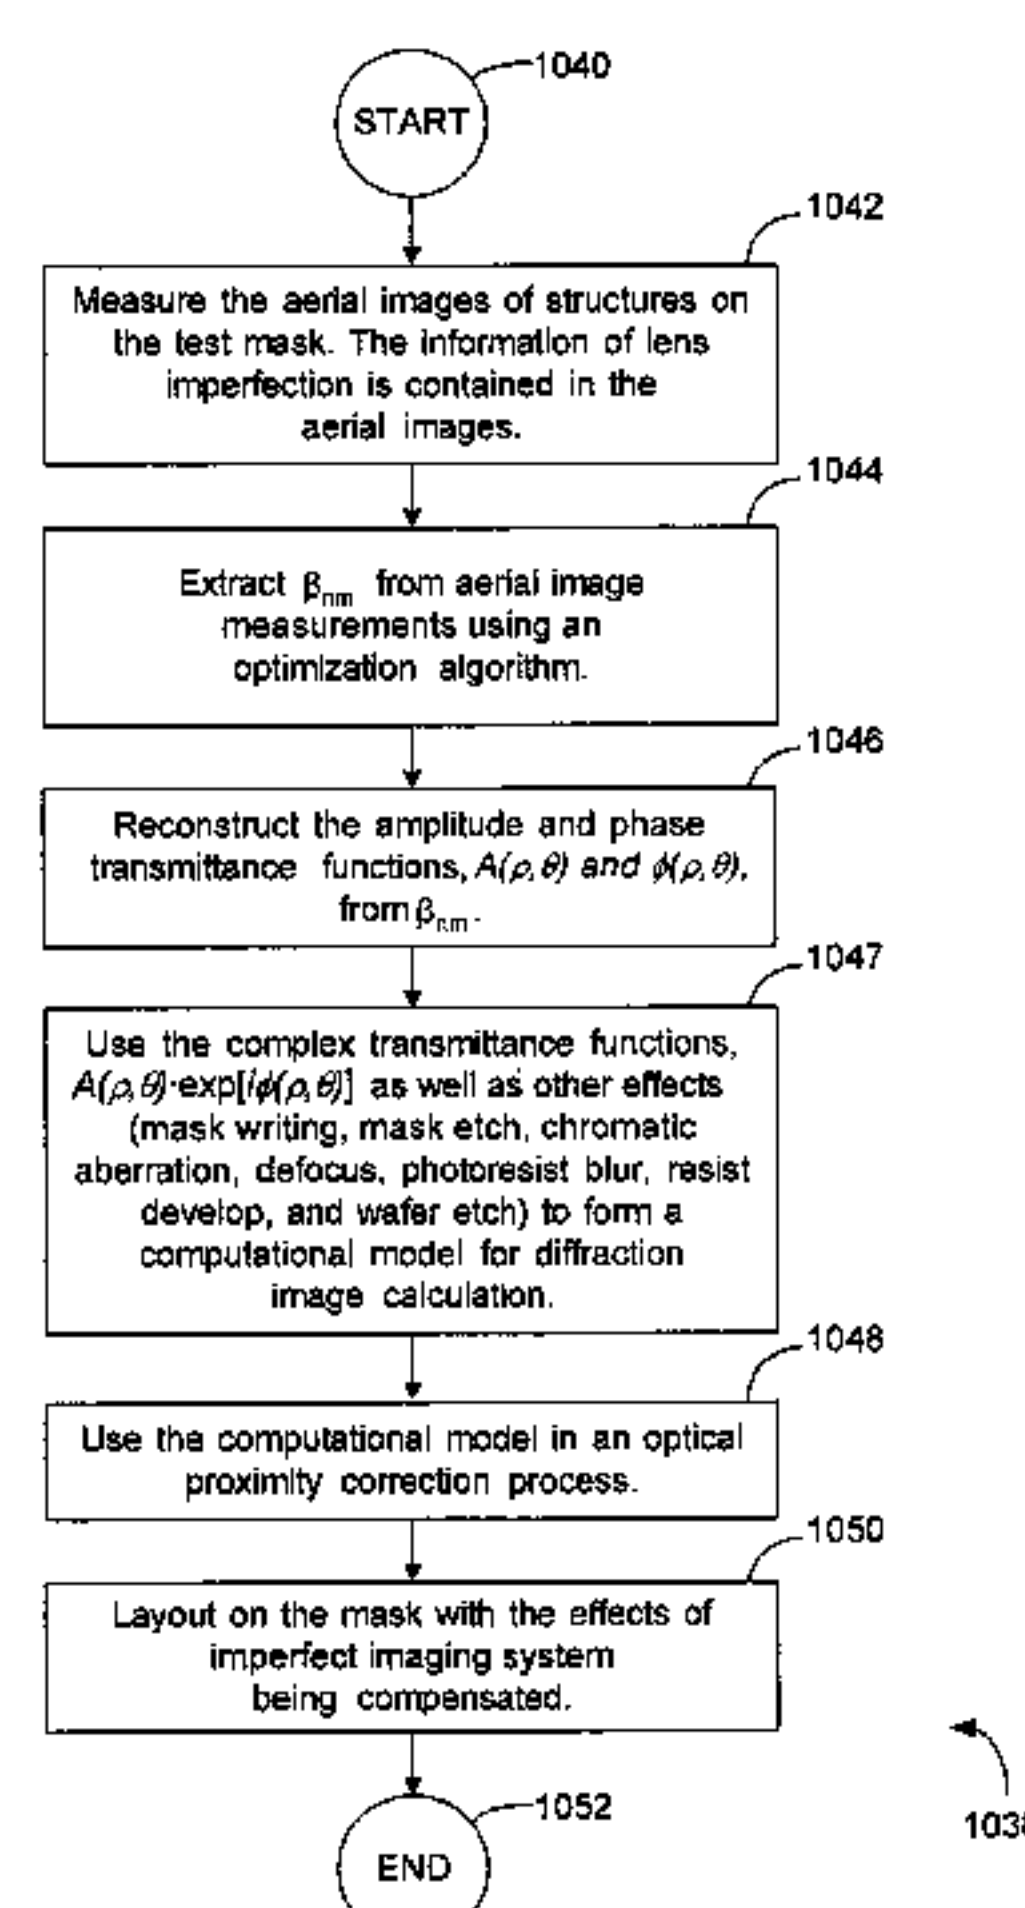 1040
START
1042
Measure the aerial images of structures on
the test mask. The information of lens
imperfection is contained in the
aerial images.
1044
Extract βnm from aerial image
measurements using an
optimization algorithm.
1046
Reconstruct the amplitude and phase
transmittance functions, A(ρ,θ) and ϕ(ρ,θ),
from βnm.
1047
Use the complex transmittance functions,
A(ρ,θ)·exp[iϕ(ρ,θ)] as well as other effects
(mask writing, mask etch, chromatic
aberration, defocus, photoresist blur, resist
develop, and wafer etch) to form a
computational model for diffraction
image calculation.
1048
Use the computational model in an optical
proximity correction process.
1050
Layout on the mask with the effects of
imperfect imaging system
being compensated.
1052
END